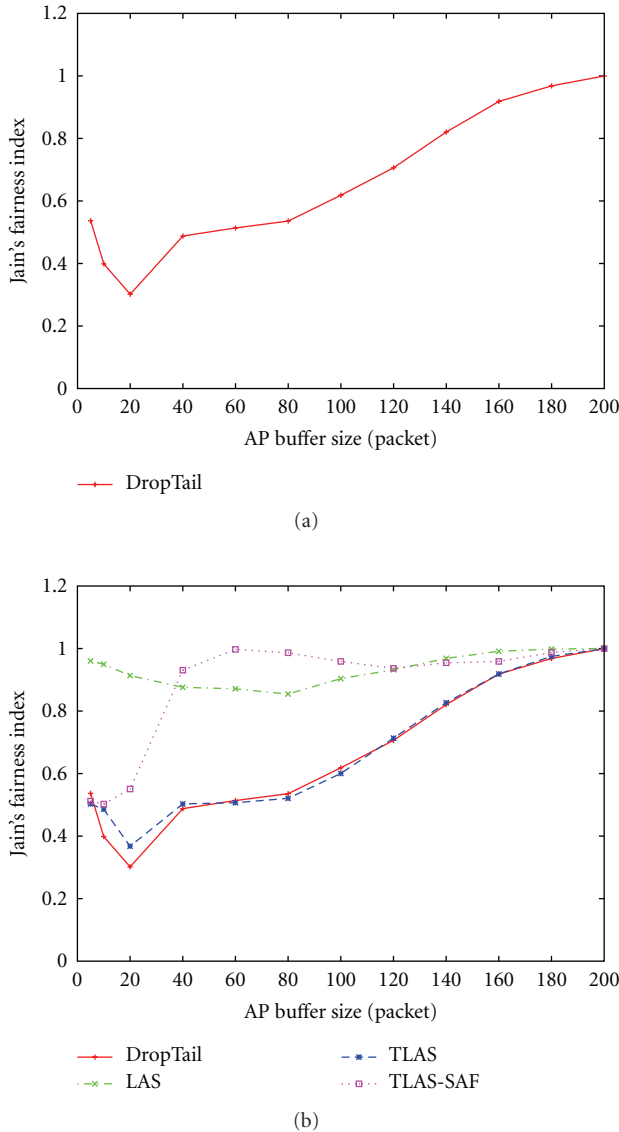 1.2
1
0.8
0.6
0.4
0.2
0
Jain's fairness index
0 20 40 60 80 100 120 140 160 180 200
AP buffer size (packet)
DropTail
(a)
1.2
1
0.8
0.6
0.4
0.2
0
Jain's fairness index
0 20 40 60 80 100 120 140 160 180 200
AP buffer size (packet)
DropTail TLAS
LAS TLAS-SAF
(b)